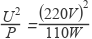 U²/P = (220V)²/110W